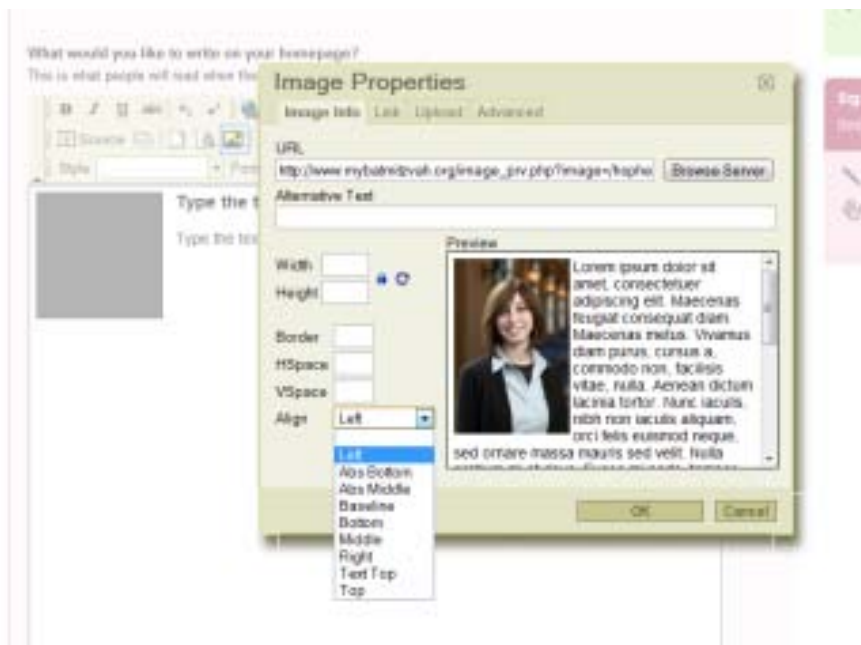 What would you like to write on your homepage?
This is what people will read when the
Image Properties
Image Info Link Upload Advanced
B I U abc
Source
Style
URL
http://www.mybatmitzvah.org/image_prv.php?image=/
Browse Server
Alternative Text
Type the t
Type the tex
Preview
Width
Height
Border
HSpace
VSpace
Align Left
Lorem ipsum dolor sit
amet, consectetuer
adipiscing elit. Maecenas
feugiat consequat diam.
Maecenas metus. Vivamus
diam purus, cursus a,
commodo non, facilisis
vitae, nulla. Aenean dictum
lacinia tortor. Nunc iaculis,
nibh non iaculis aliquam,
orci felis euismod neque,
sed ornare massa mauris sed velit. Nulla
Left
Abs Bottom
Abs Middle
Baseline
Bottom
Middle
Right
Text Top
Top
OK
Cancel